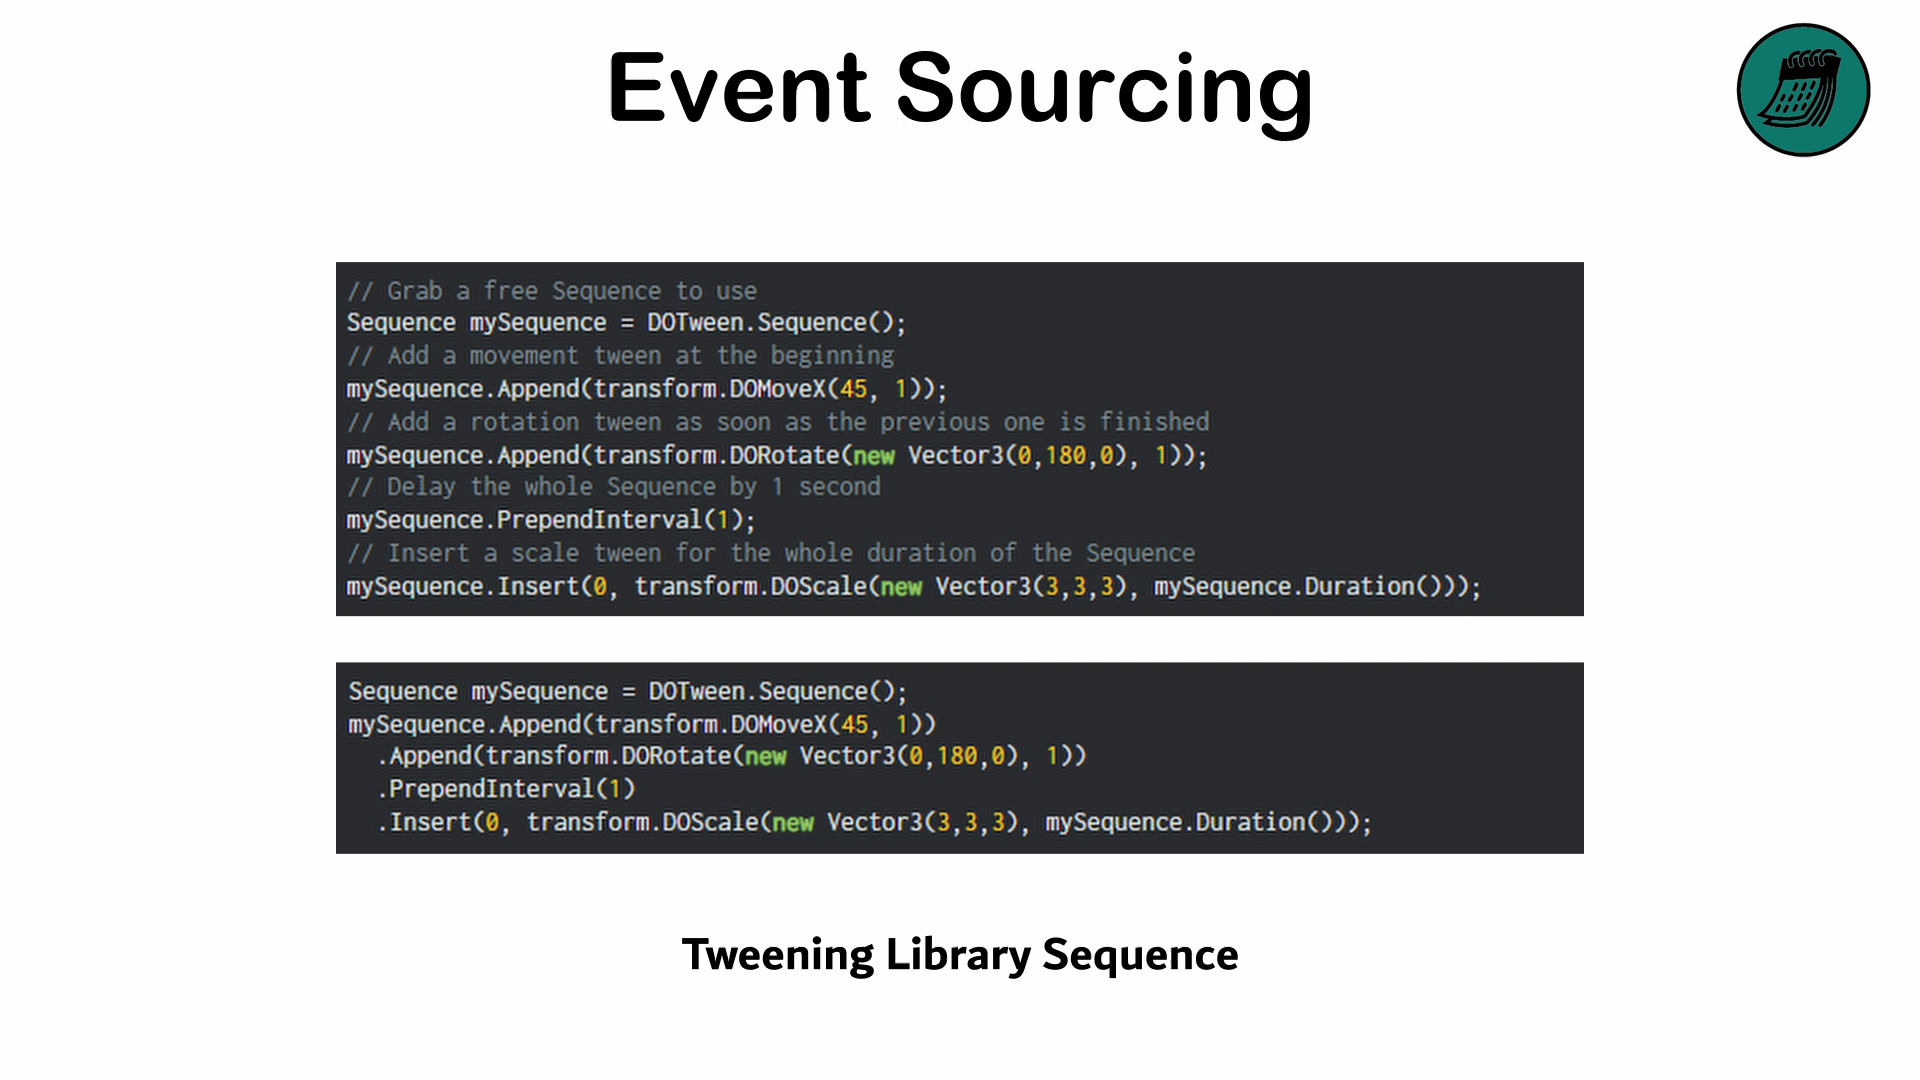 Event Sourcing
// Grab a free Sequence to use
Sequence mySequence = DOTween.Sequence();
// Add a movement tween at the beginning
mySequence.Append(transform.DOMoveX(45, 1));
// Add a rotation tween as soon as the previous one is finished
mySequence.Append(transform.DORotate(new Vector3(0,180,0), 1));
// Delay the whole Sequence by 1 second
mySequence.PrependInterval(1);
// Insert a scale tween for the whole duration of the Sequence
mySequence.Insert(0, transform.DOScale(new Vector3(3,3,3), mySequence.Duration()));
Sequence mySequence = DOTween.Sequence();
mySequence.Append(transform.DOMoveX(45, 1))
  .Append(transform.DORotate(new Vector3(0,180,0), 1))
  .PrependInterval(1)
  .Insert(0, transform.DOScale(new Vector3(3,3,3), mySequence.Duration()));
Tweening Library Sequence